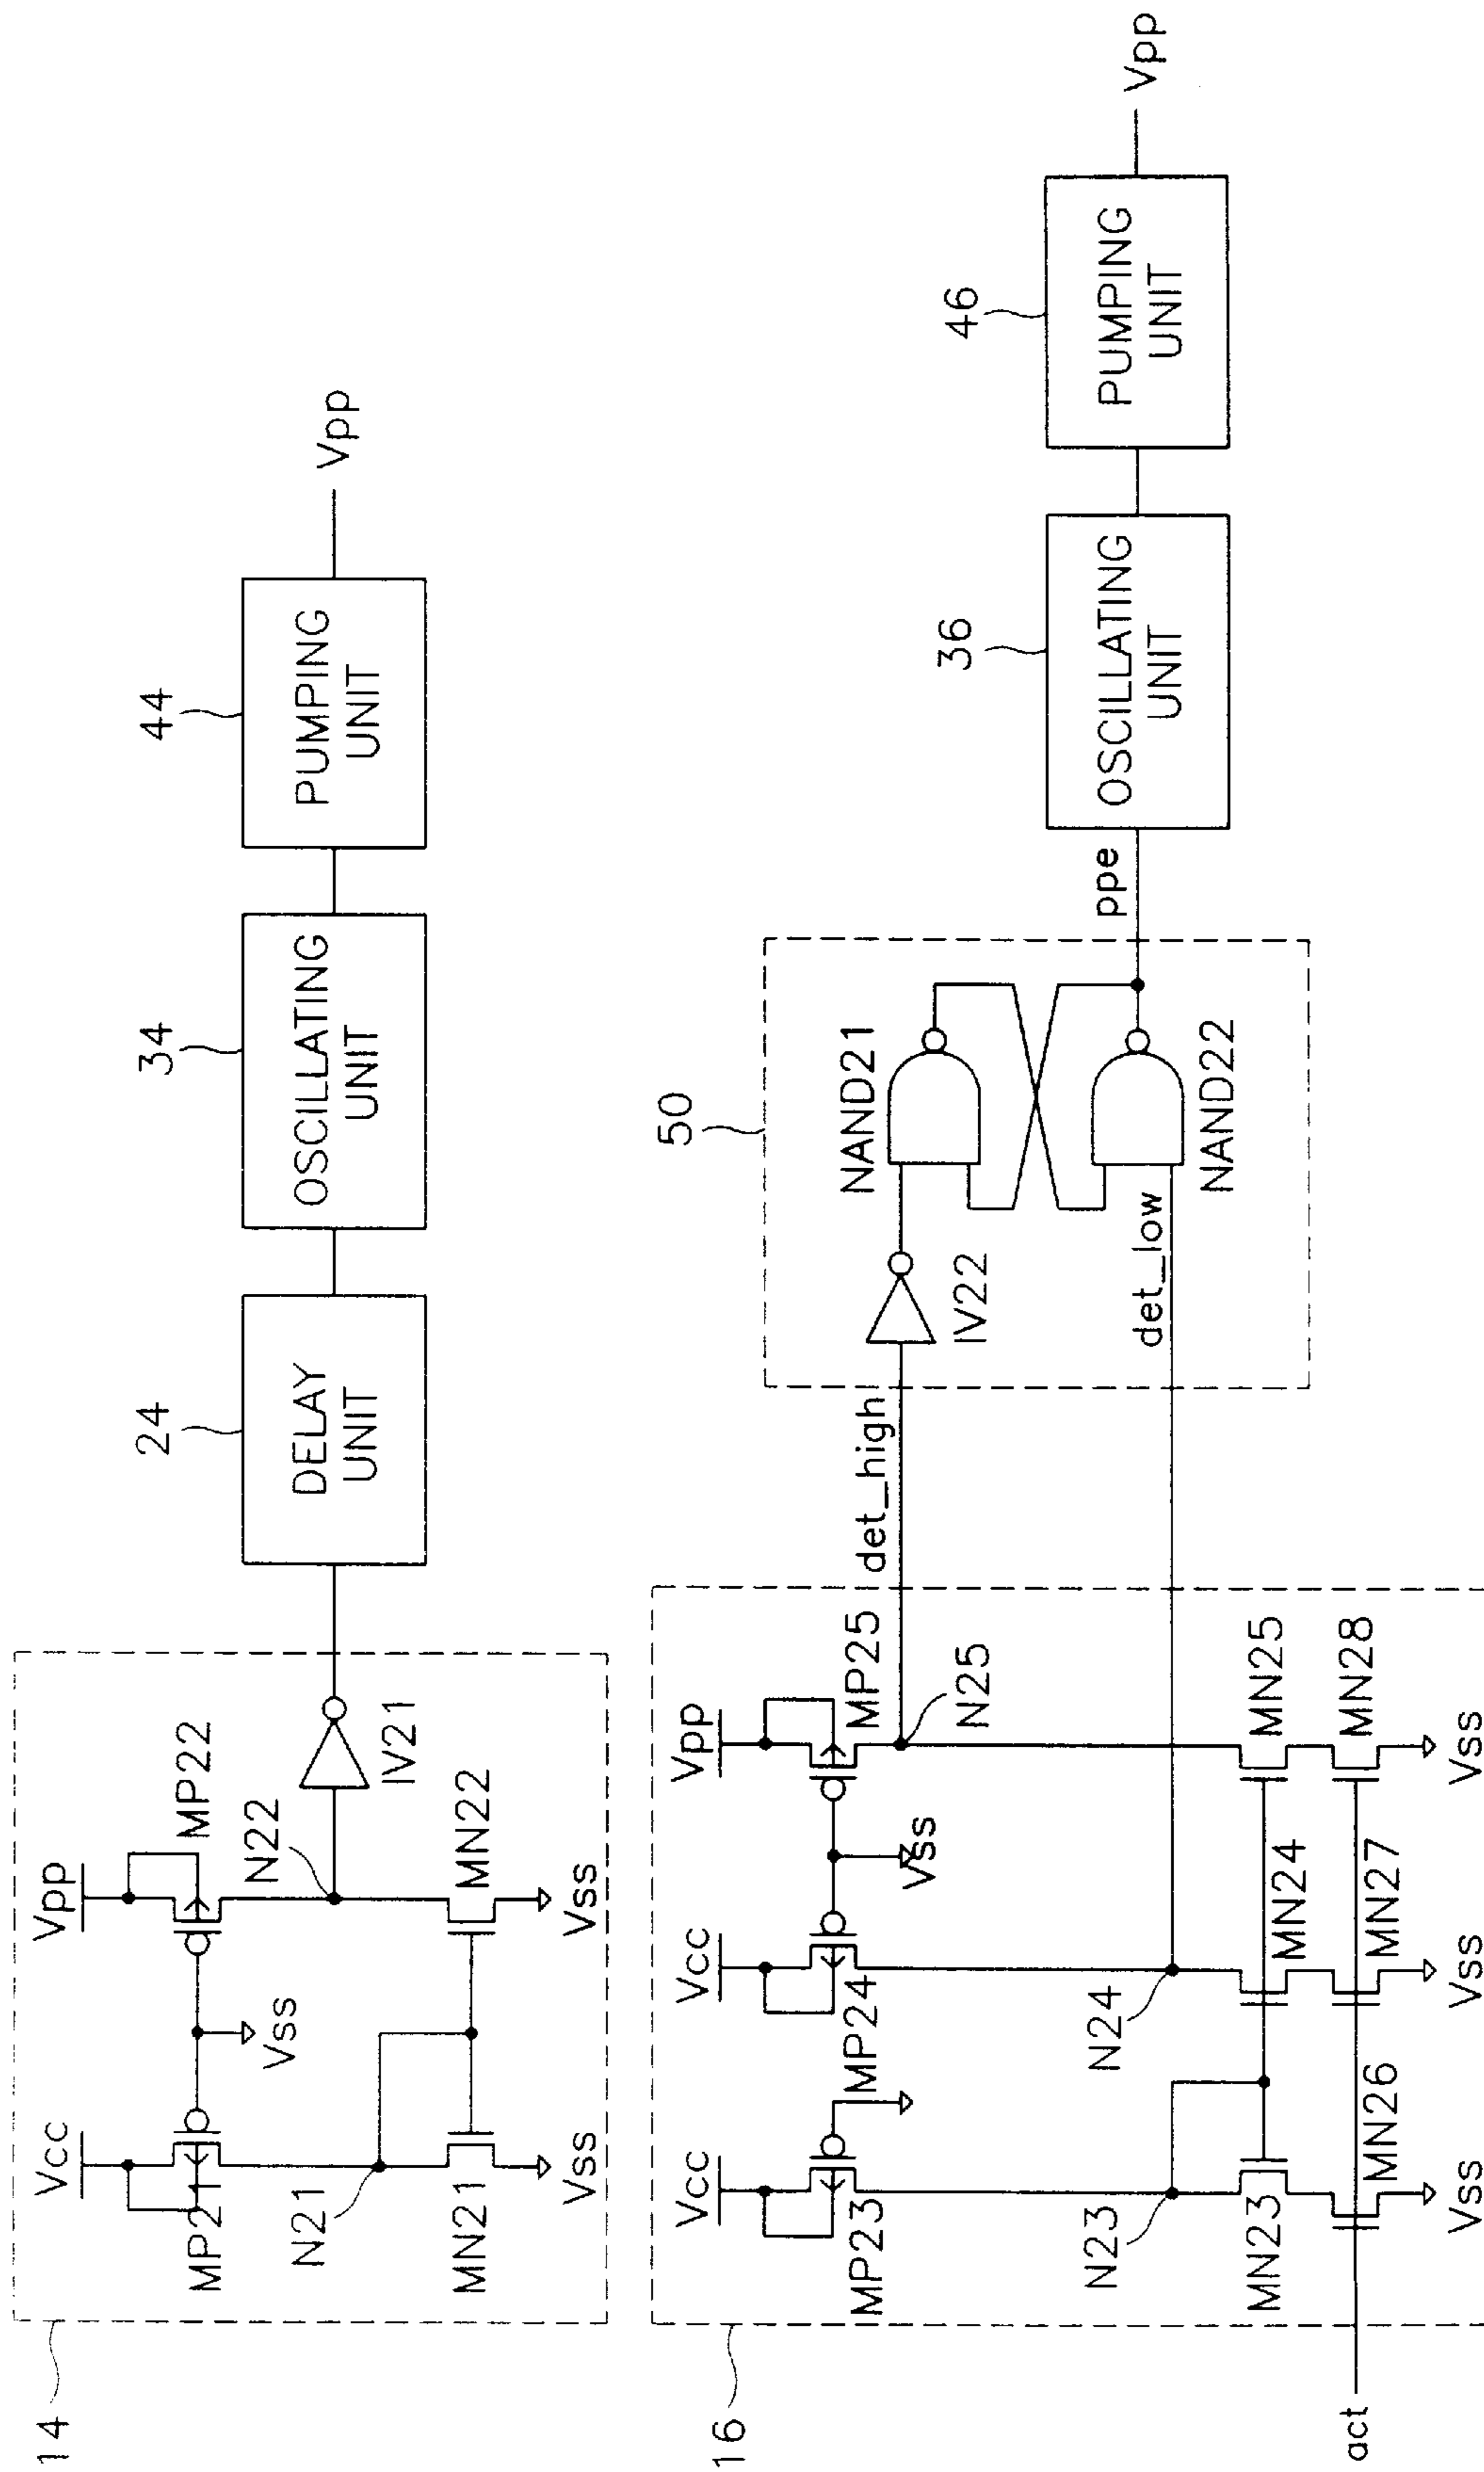 14
Vcc
Vpp
MP21
MP22
Vss
N21
N22
MN21
MN22
IV21
Vss
Vss
24
DELAY
UNIT
34
OSCILLATING
UNIT
44
PUMPING
UNIT
Vpp
16
Vcc
Vcc
Vpp
MP23
MP24
MP25
Vss
N23
N24
N25
MN23
MN24
MN25
act
MN26
MN27
MN28
Vss
Vss
Vss
det_high
50
IV22
NAND21
det_low
NAND22
ppe
36
OSCILLATING
UNIT
46
PUMPING
UNIT
Vpp